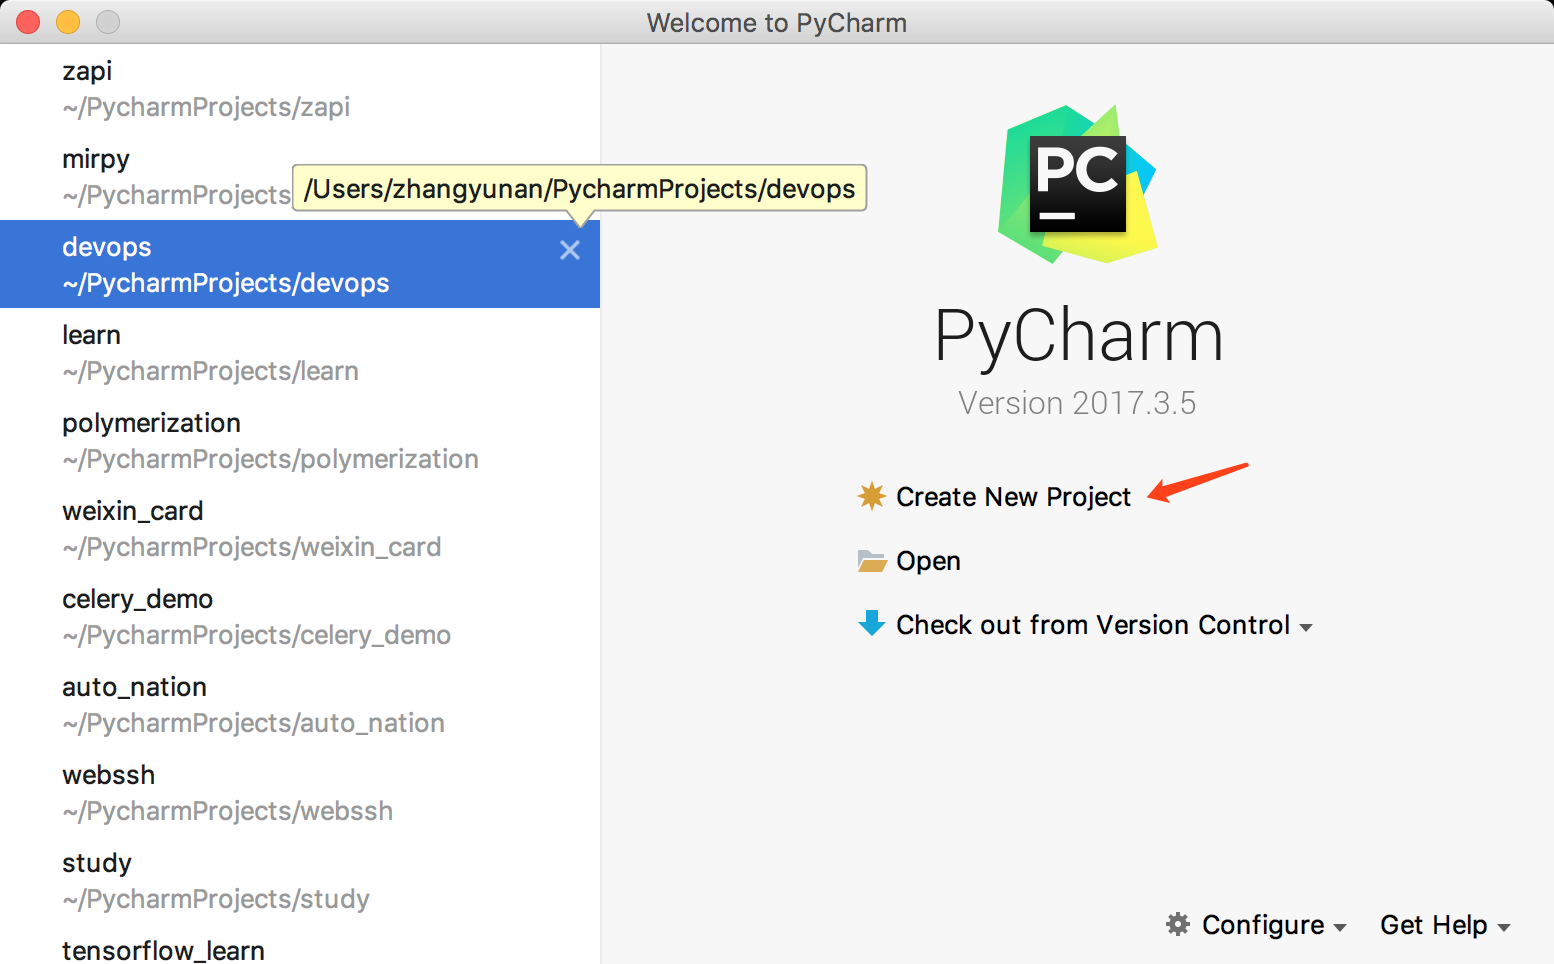 Welcome to PyCharm
zapi
~/PycharmProjects/zapi
mirpy
~/PycharmProjects
/Users/zhangyunan/PycharmProjects/devops
devops
~/PycharmProjects/devops
learn
~/PycharmProjects/learn
polymerization
~/PycharmProjects/polymerization
weixin_card
~/PycharmProjects/weixin_card
celery_demo
~/PycharmProjects/celery_demo
auto_nation
~/PycharmProjects/auto_nation
webssh
~/PycharmProjects/webssh
study
~/PycharmProjects/study
tensorflow_learn
PC
PyCharm
Version 2017.3.5
Create New Project
Open
Check out from Version Control
Configure
Get Help